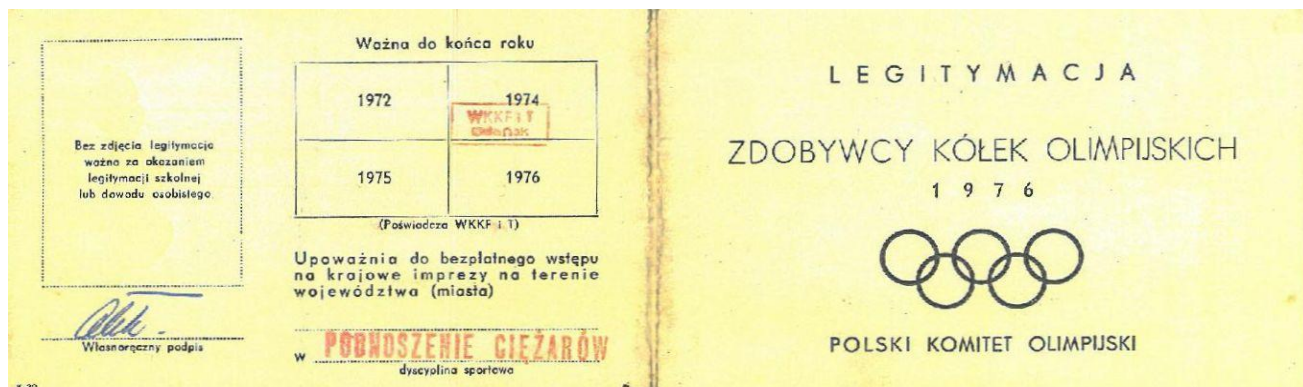 Bez zdjęcia legitymacja
ważna za okazaniem
legitymacji szkolnej
lub dowodu osobistego
Własnoręczny podpis
Ważna do końca roku
1972 1974
WKKF i T
Gdańsk
1975 1976
(Poświadcza WKKF i T)
Upoważnia do bezpłatnego wstępu
na krajowe imprezy na terenie
województwa (miasta)
w PODNOSZENIE CIĘŻARÓW
dyscyplina sportowa
LEGITYMACJA
ZDOBYWCY KÓŁEK OLIMPIJSKICH
1976
POLSKI KOMITET OLIMPIJSKI